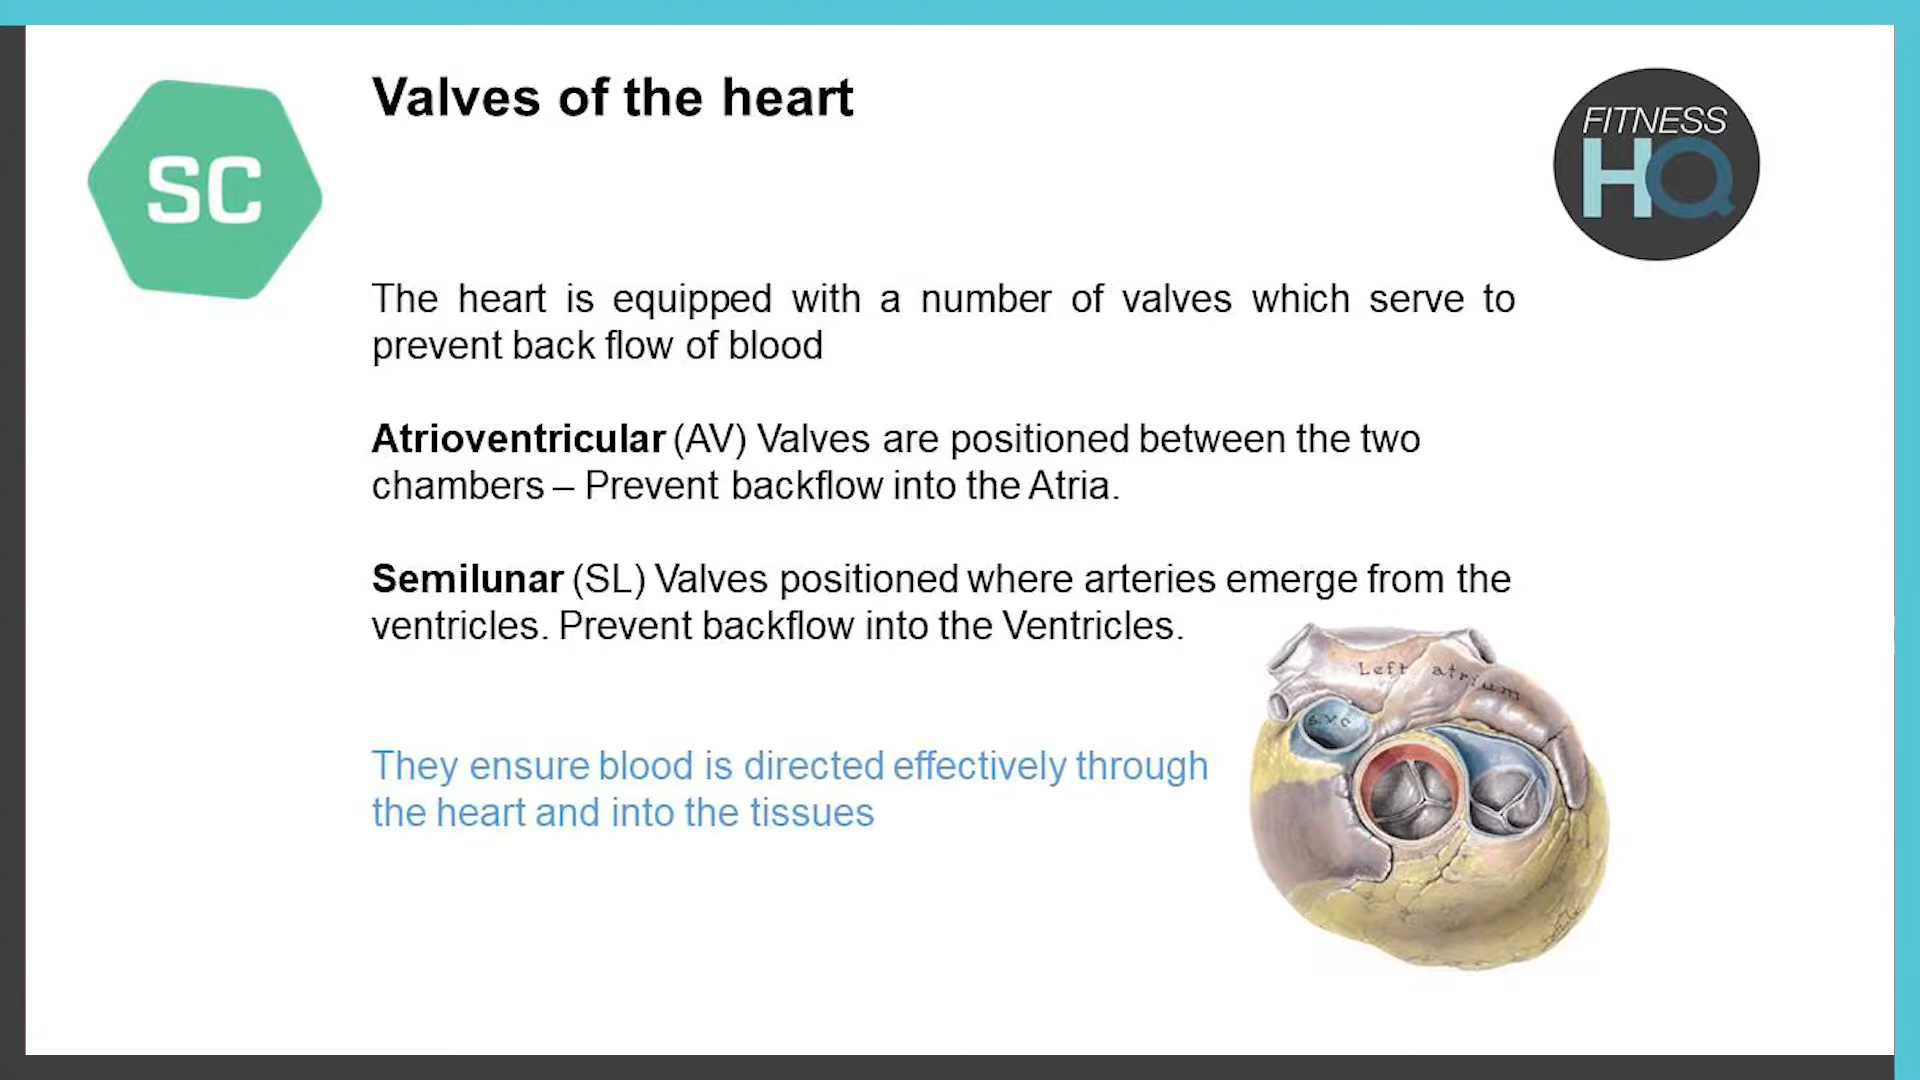 Valves of the heart
SC
FITNESS
HQ
The heart is equipped with a number of valves which serve to
prevent back flow of blood
Atrioventricular (AV) Valves are positioned between the two
chambers – Prevent backflow into the Atria.
Semilunar (SL) Valves positioned where arteries emerge from the
ventricles. Prevent backflow into the Ventricles.
Left atrium
S.V.C
They ensure blood is directed effectively through
the heart and into the tissues